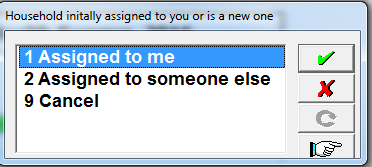 Household initally assigned to you or is a new one
1 Assigned to me
2 Assigned to someone else
9 Cancel